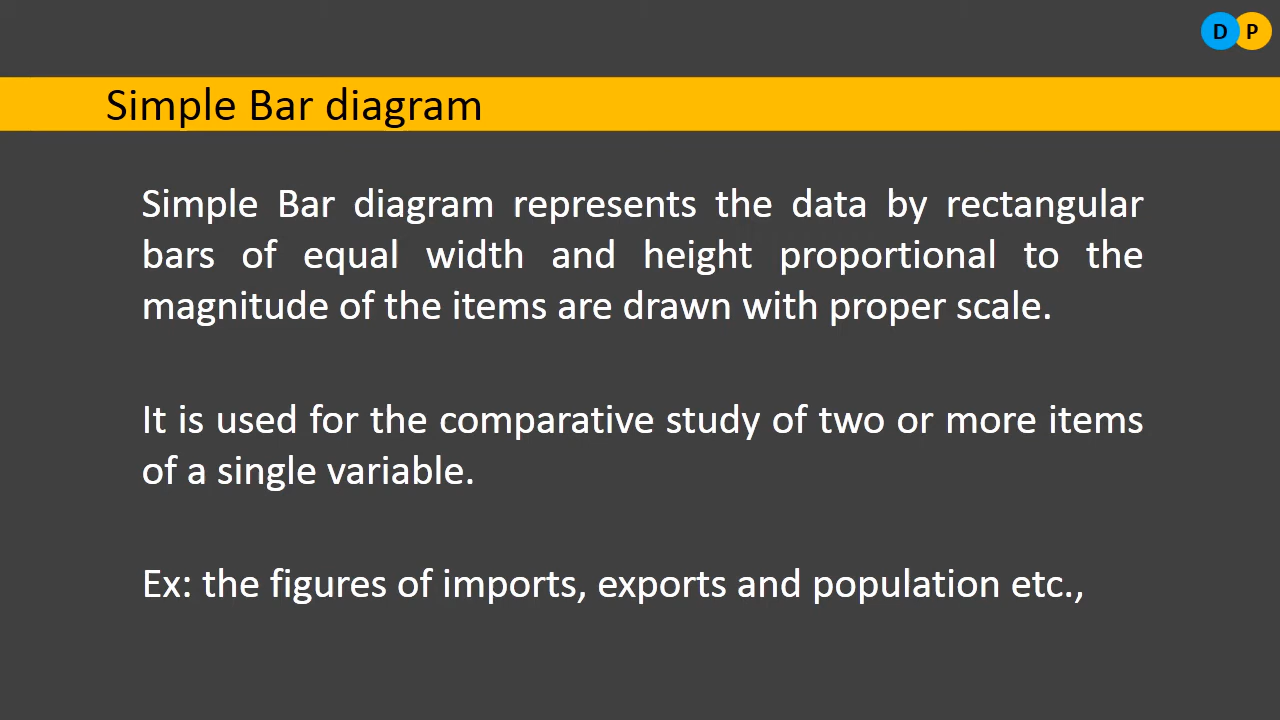 D P
Simple Bar diagram
Simple Bar diagram represents the data by rectangular
bars of equal width and height proportional to the
magnitude of the items are drawn with proper scale.
It is used for the comparative study of two or more items
of a single variable.
Ex: the figures of imports, exports and population etc.,